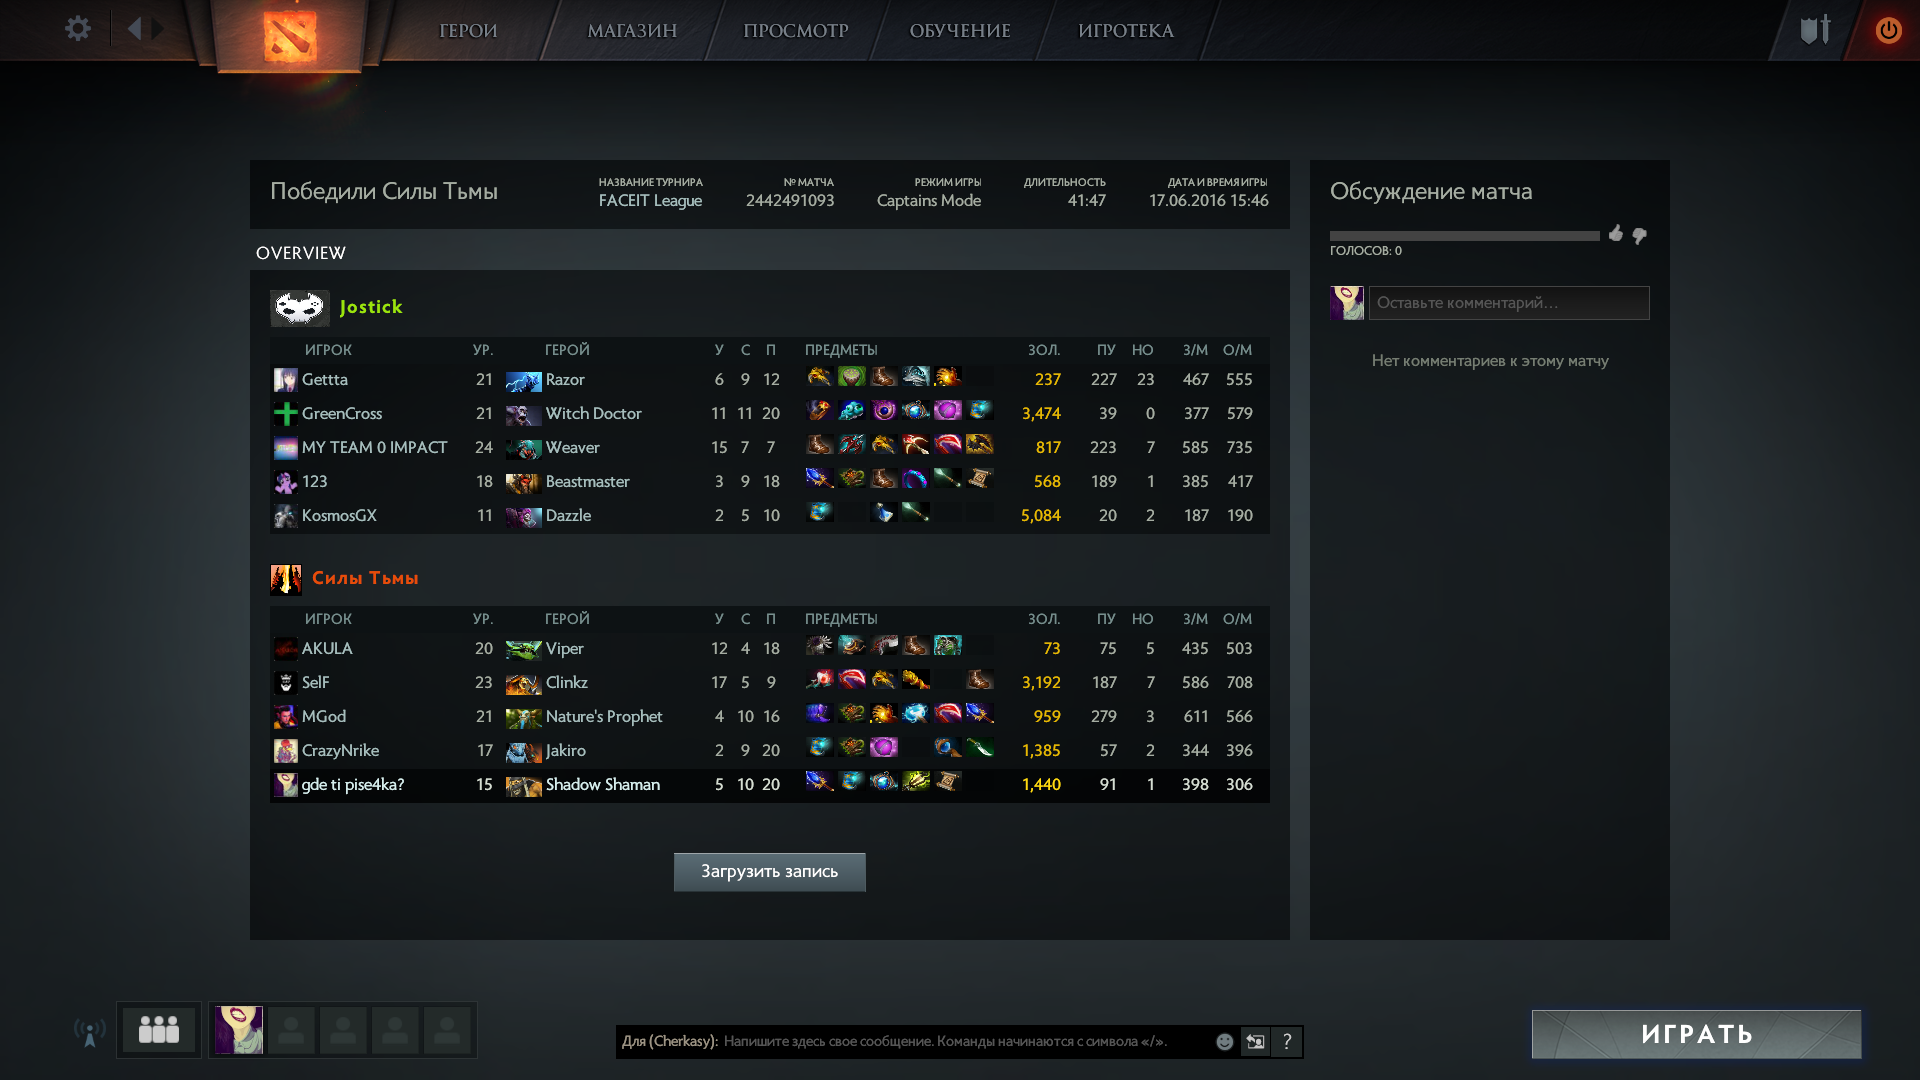 ГЕРОИ МАГАЗИН ПРОСМОТР ОБУЧЕНИЕ ИГРОТЕКА
Победили Силы Тьмы
НАЗВАНИЕ ТУРНИРА № МАТЧА РЕЖИМ ИГРЫ ДЛИТЕЛЬНОСТЬ ДАТА И ВРЕМЯ ИГРЫ
FACEIT League 2442491093 Captains Mode 41:47 17.06.2016 15:46
OVERVIEW
Jostick
ИГРОК УР. ГЕРОЙ У С П ПРЕДМЕТЫ ЗОЛ. ПУ НО З/М О/М
Gettta 21 Razor 6 9 12 237 227 23 467 555
GreenCross 21 Witch Doctor 11 11 20 3,474 39 0 377 579
MY TEAM 0 IMPACT 24 Weaver 15 7 7 817 223 7 585 735
123 18 Beastmaster 3 9 18 568 189 1 385 417
KosmosGX 11 Dazzle 2 5 10 5,084 20 2 187 190
Силы Тьмы
ИГРОК УР. ГЕРОЙ У С П ПРЕДМЕТЫ ЗОЛ. ПУ НО З/М О/М
AKULA 20 Viper 12 4 18 73 75 5 435 503
SelF 23 Clinkz 17 5 9 3,192 187 7 586 708
MGod 21 Nature's Prophet 4 10 16 959 279 3 611 566
CrazyNrike 17 Jakiro 2 9 20 1,385 57 2 344 396
gde ti pise4ka? 15 Shadow Shaman 5 10 20 1,440 91 1 398 306
Загрузить запись
Обсуждение матча
ГОЛОСОВ: 0
Оставьте комментарий...
Нет комментариев к этому матчу
Для (Cherkasy): Напишите здесь свое сообщение. Команды начинаются с символа «/». ?
ИГРАТЬ